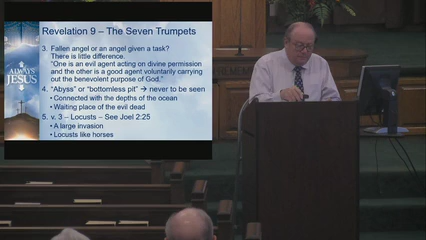 Revelation 9 – The Seven Trumpets
3. Fallen angel or an angel given a task?
There is little difference.
"One is an evil agent acting on divine permission
and the other is a good agent voluntarily carrying
out the benevolent purpose of God."
4. "Abyss" or "bottomless pit" → never to be seen
• Connected with the depths of the ocean
• Waiting place of the evil dead
5. v. 3 – Locusts – See Joel 2:25
• A large invasion
• Locusts like horses
ALWAYS
JESUS